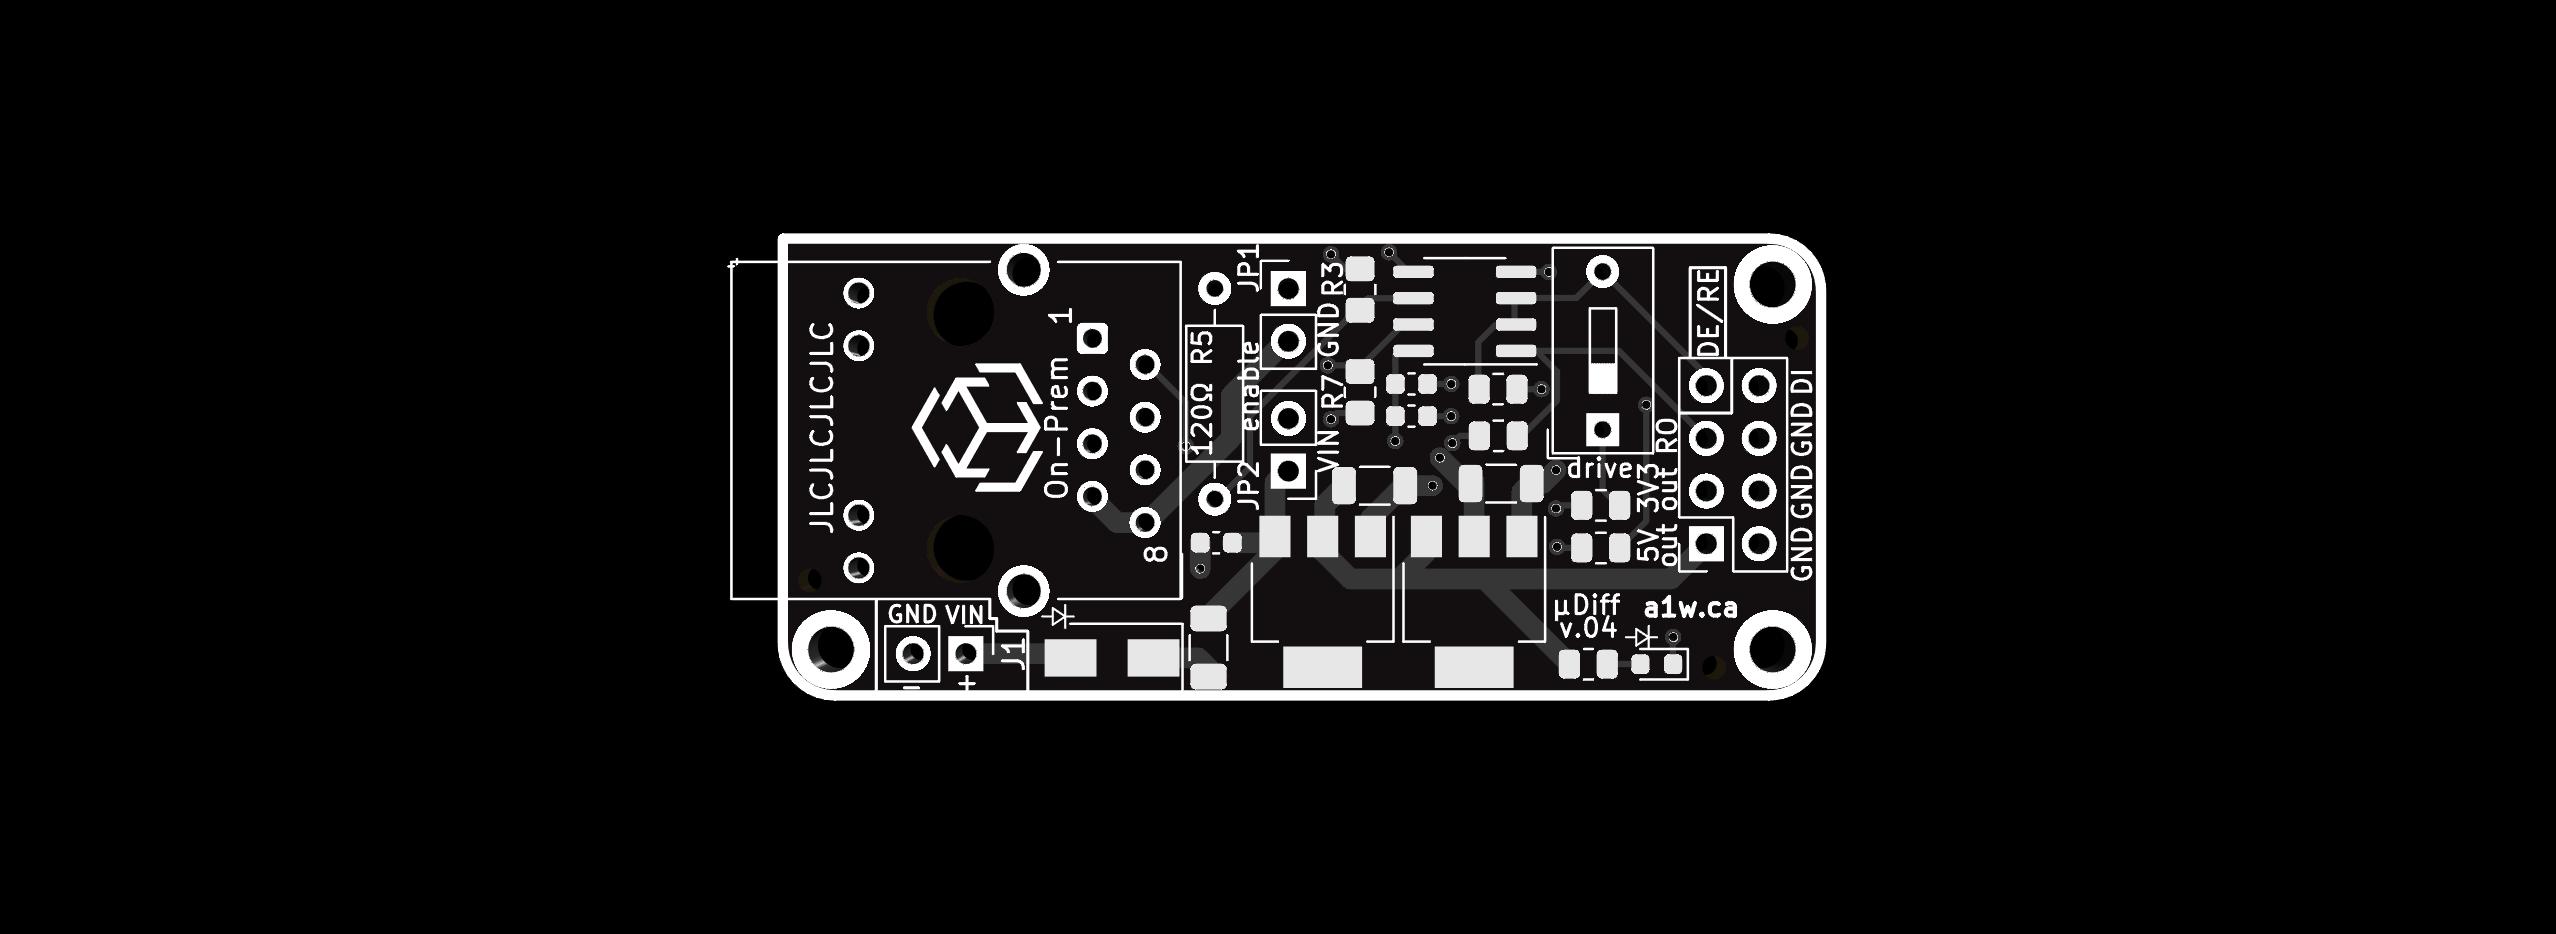 JLCJLCJLCJLCJLC
On-Prem
1
8
GND VIN
- +
J1
120Ω R5
JP1
enable
JP2
R3
GND
R7
VIN
drive
DE/RE
RO
3V3
out
5V
out
DI
GND
GND
GND
µDiff
v.04
a1w.ca